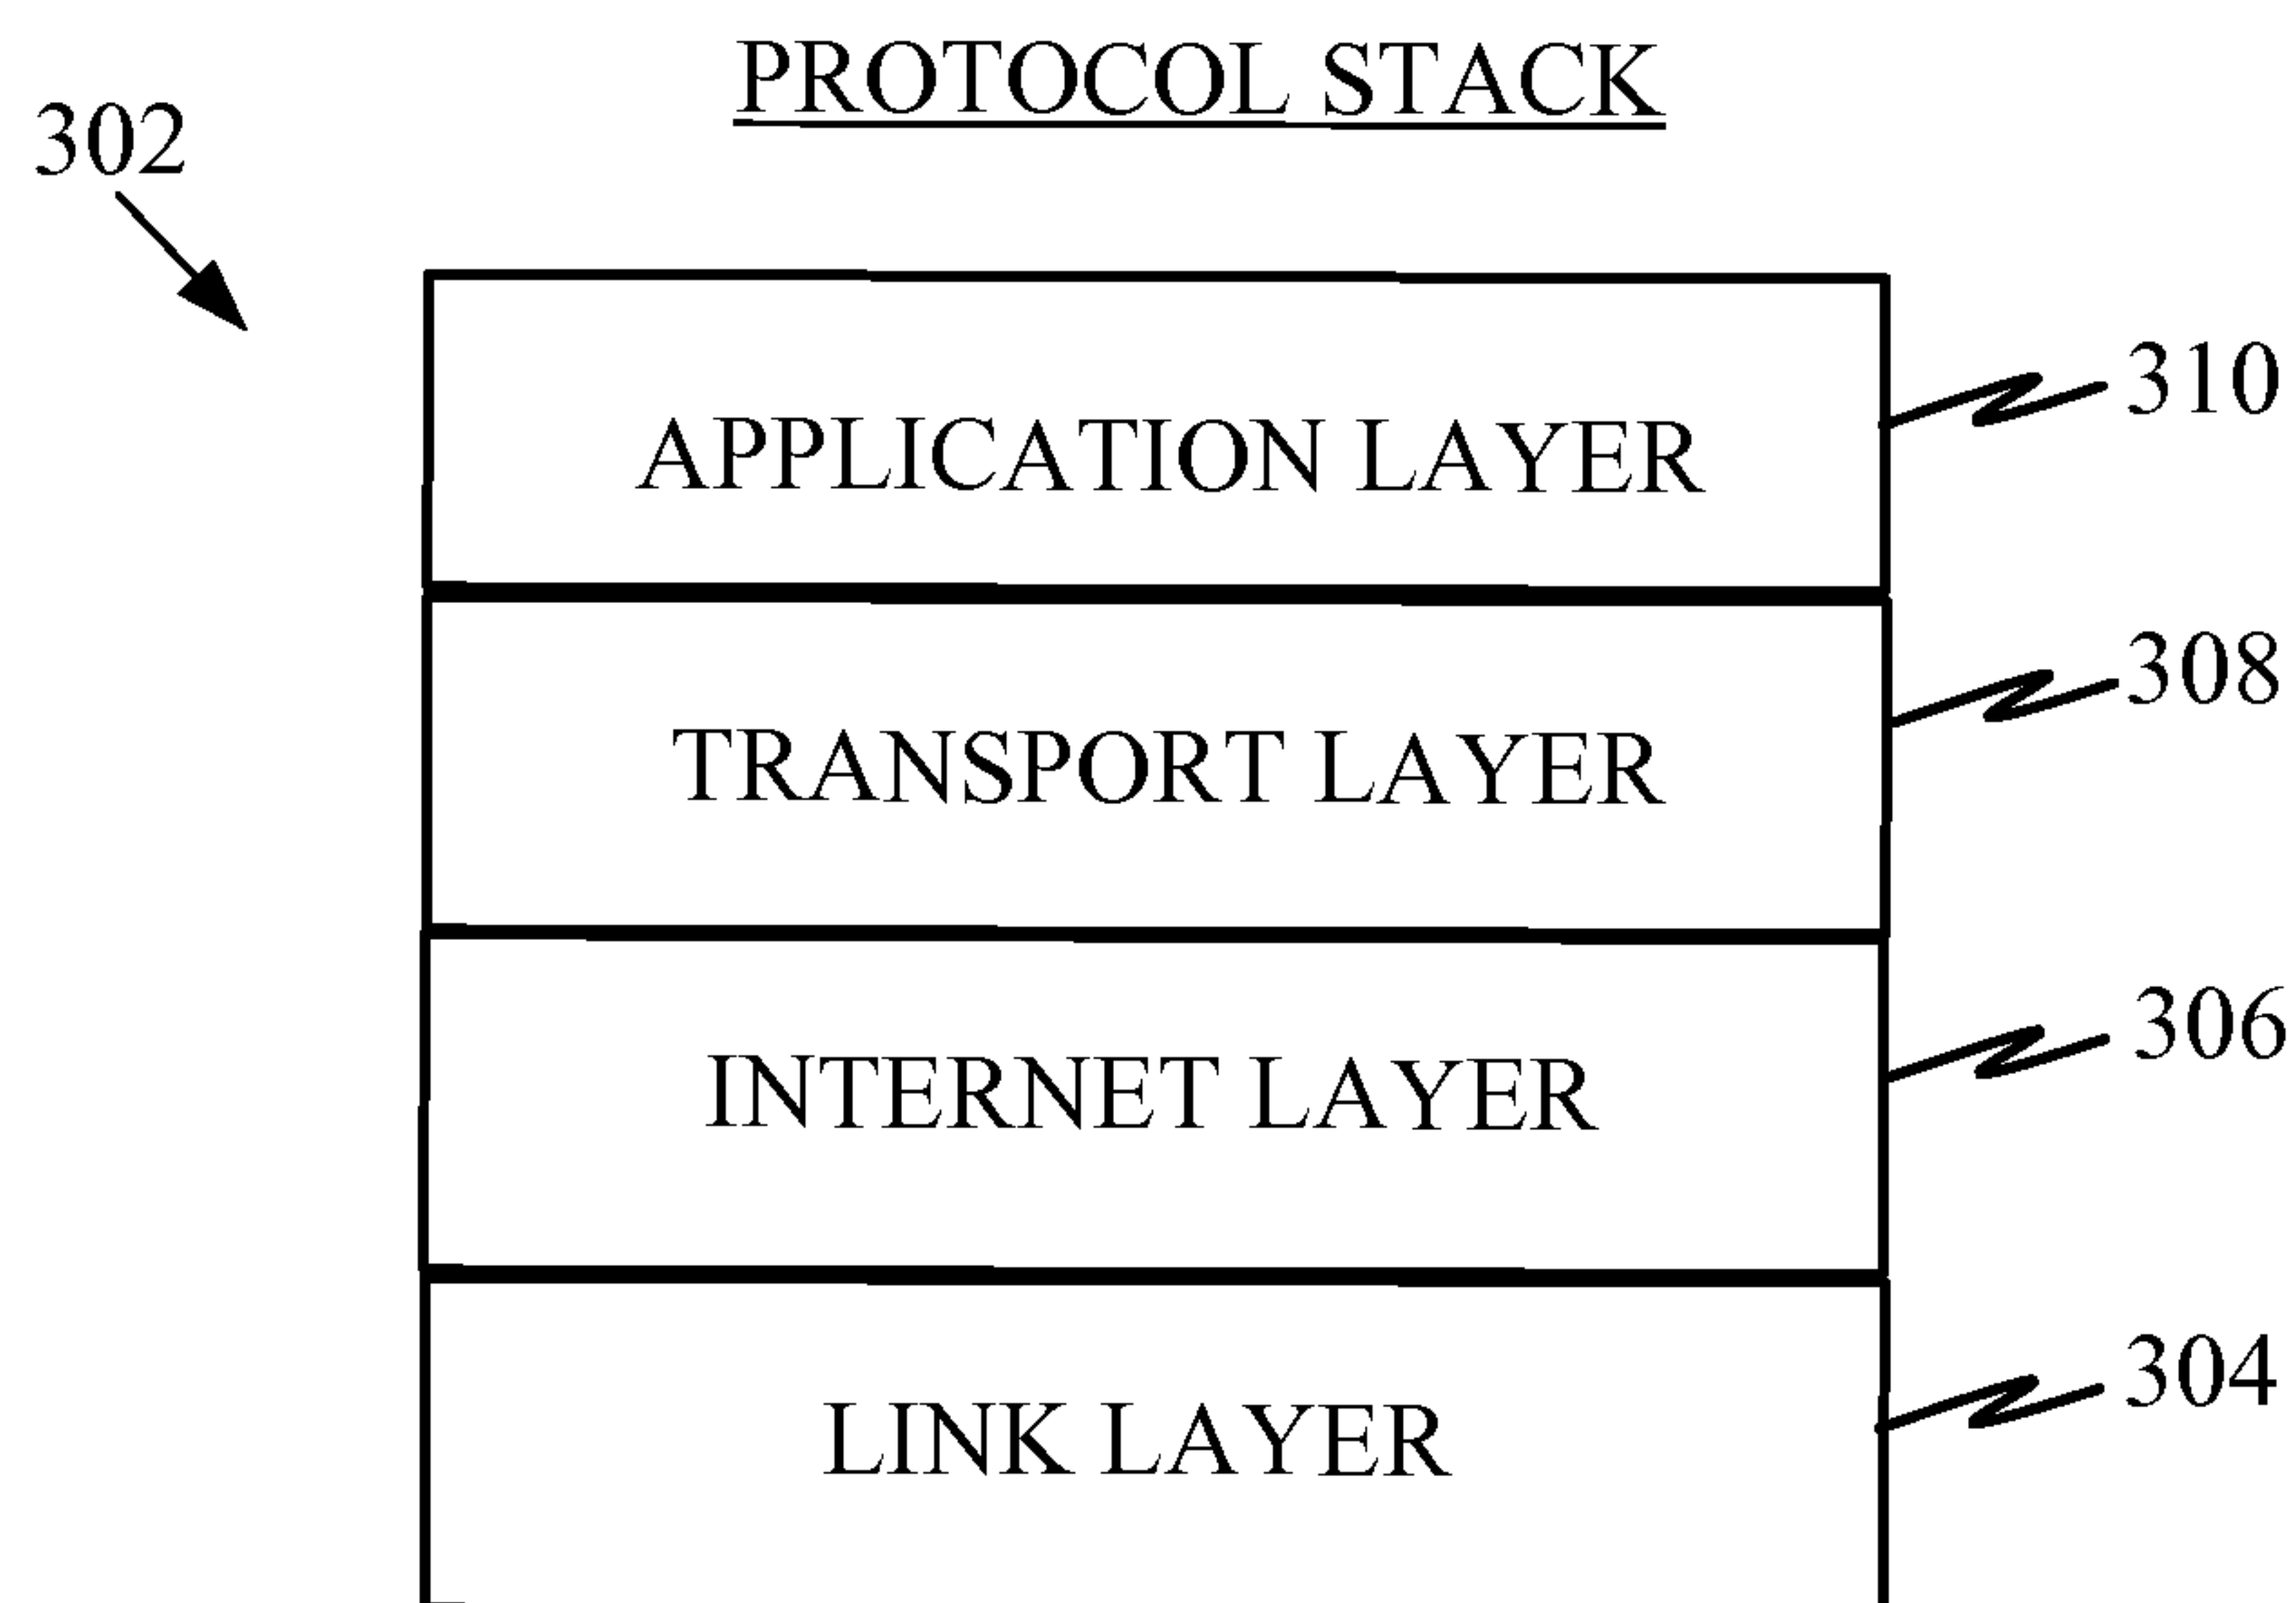 PROTOCOL STACK
302
310
APPLICATION LAYER
308
TRANSPORT LAYER
306
INTERNET LAYER
304
LINK LAYER